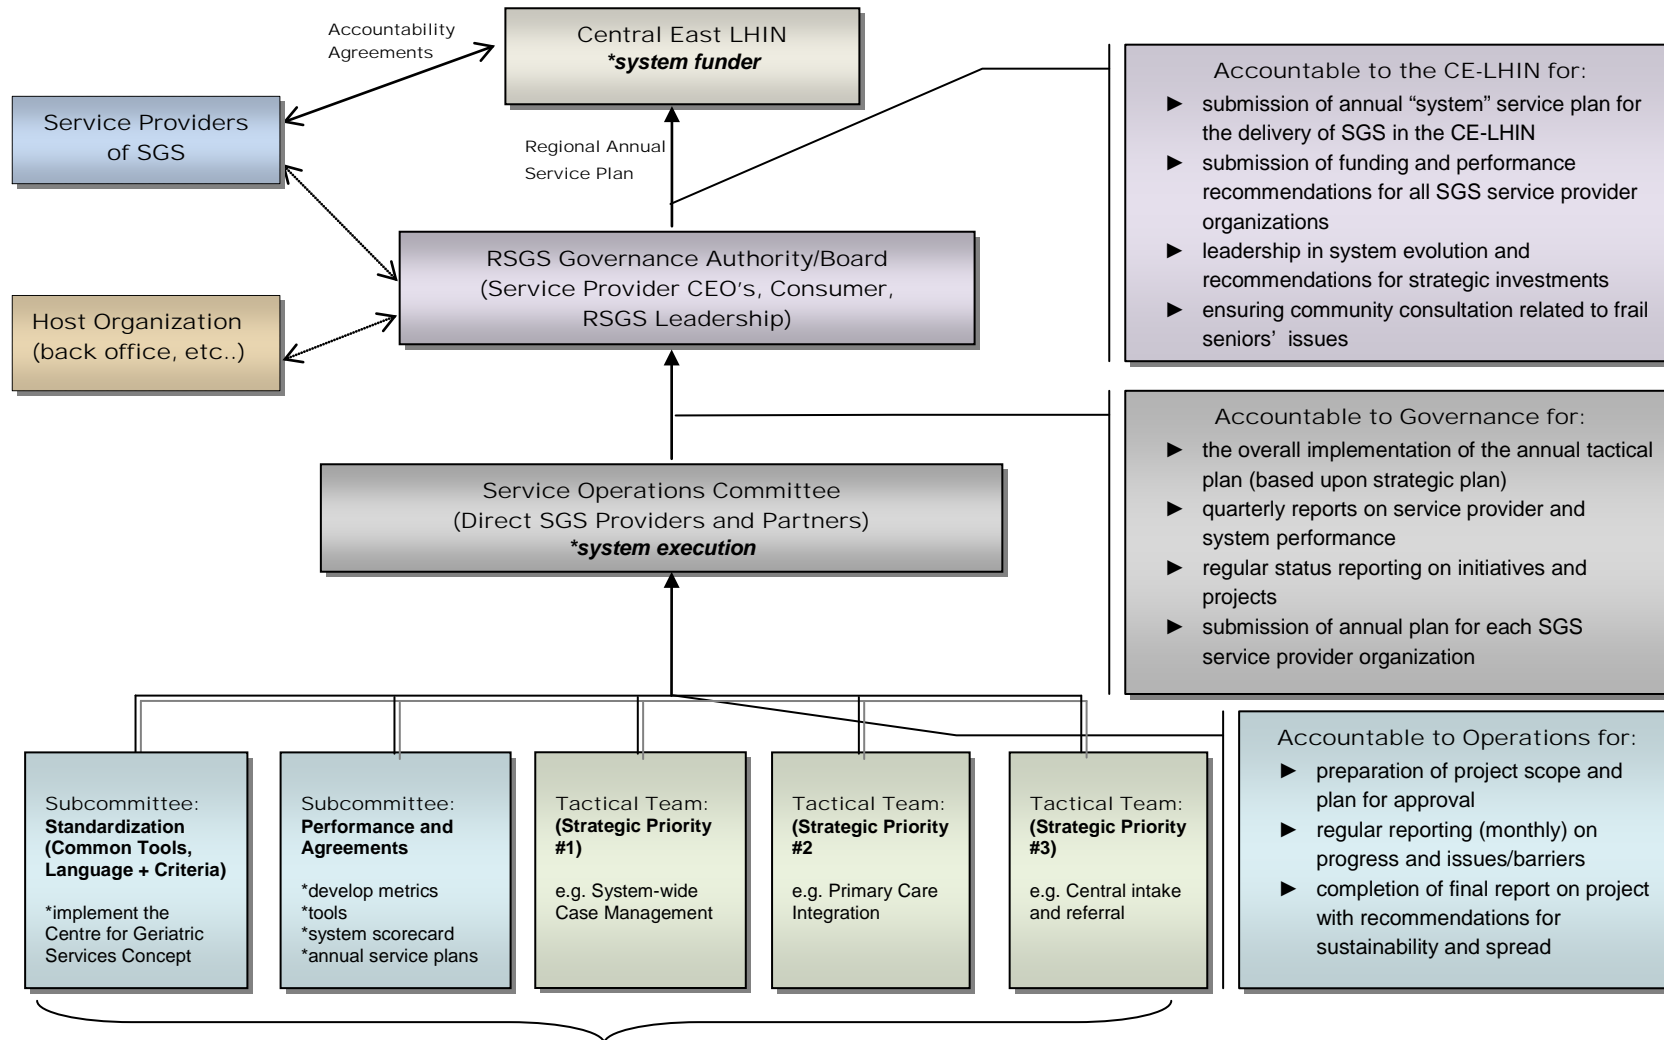 Accountability
Agreements
Central East LHIN
*system funder
Service Providers
of SGS
Regional Annual
Service Plan
Accountable to the CE-LHIN for:
► submission of annual “system” service plan for
the delivery of SGS in the CE-LHIN
► submission of funding and performance
recommendations for all SGS service provider
organizations
► leadership in system evolution and
recommendations for strategic investments
► ensuring community consultation related to frail
seniors’ issues
RSGS Governance Authority/Board
(Service Provider CEO’s, Consumer,
RSGS Leadership)
Host Organization
(back office, etc..)
Accountable to Governance for:
► the overall implementation of the annual tactical
plan (based upon strategic plan)
► quarterly reports on service provider and
system performance
► regular status reporting on initiatives and
projects
► submission of annual plan for each SGS
service provider organization
Service Operations Committee
(Direct SGS Providers and Partners)
*system execution
Subcommittee:
Standardization
(Common Tools,
Language + Criteria)
*implement the
Centre for Geriatric
Services Concept
Subcommittee:
Performance and
Agreements
*develop metrics
*tools
*system scorecard
*annual service plans
Tactical Team:
(Strategic Priority
#1)
e.g. System-wide
Case Management
Tactical Team:
(Strategic Priority
#2
e.g. Primary Care
Integration
Tactical Team:
(Strategic Priority
#3)
e.g. Central intake
and referral
Accountable to Operations for:
► preparation of project scope and
plan for approval
► regular reporting (monthly) on
progress and issues/barriers
► completion of final report on project
with recommendations for
sustainability and spread